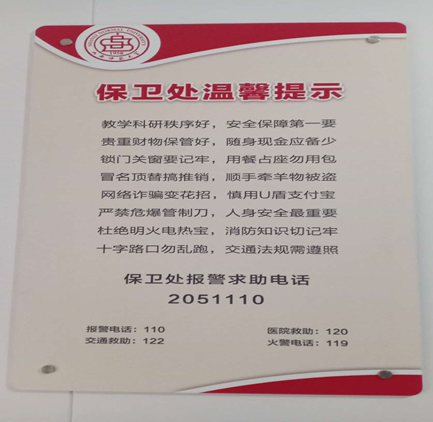 保卫处温馨提示
教学科研秩序好，安全保障第一要
贵重财物保管好，随身现金应备少
锁门关窗要记牢，用餐占座勿用包
冒名顶替搞推销，顺手牵羊物被盗
网络诈骗变花招，慎用U盾支付宝
严禁危爆管制刀，人身安全最重要
杜绝明火电热宝，消防知识切记牢
十字路口勿乱跑，交通法规需遵照
保卫处报警求助电话
2051110
报警电话：110
医院救助：120
交通救助：122
火警电话：119